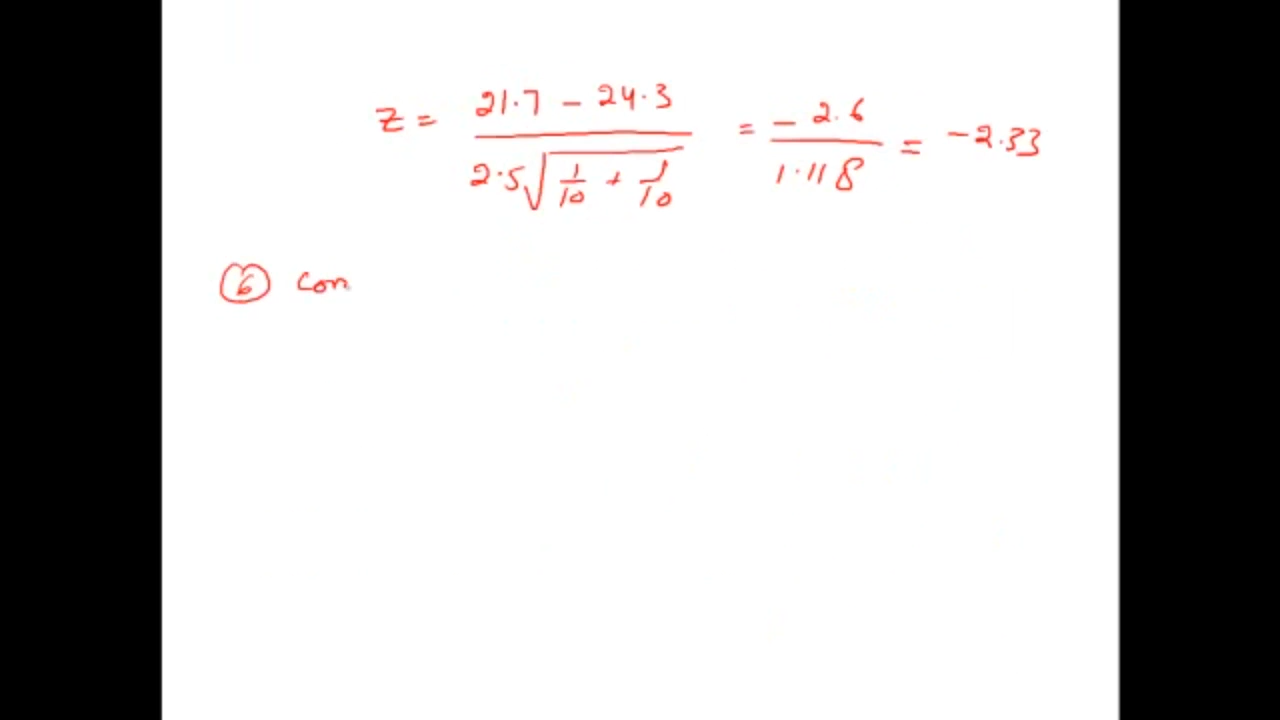 Z = (21.7 - 24.3) / (2.5√(1/10 + 1/10)) = -2.6 / 1.118 = -2.33
⑥ Con